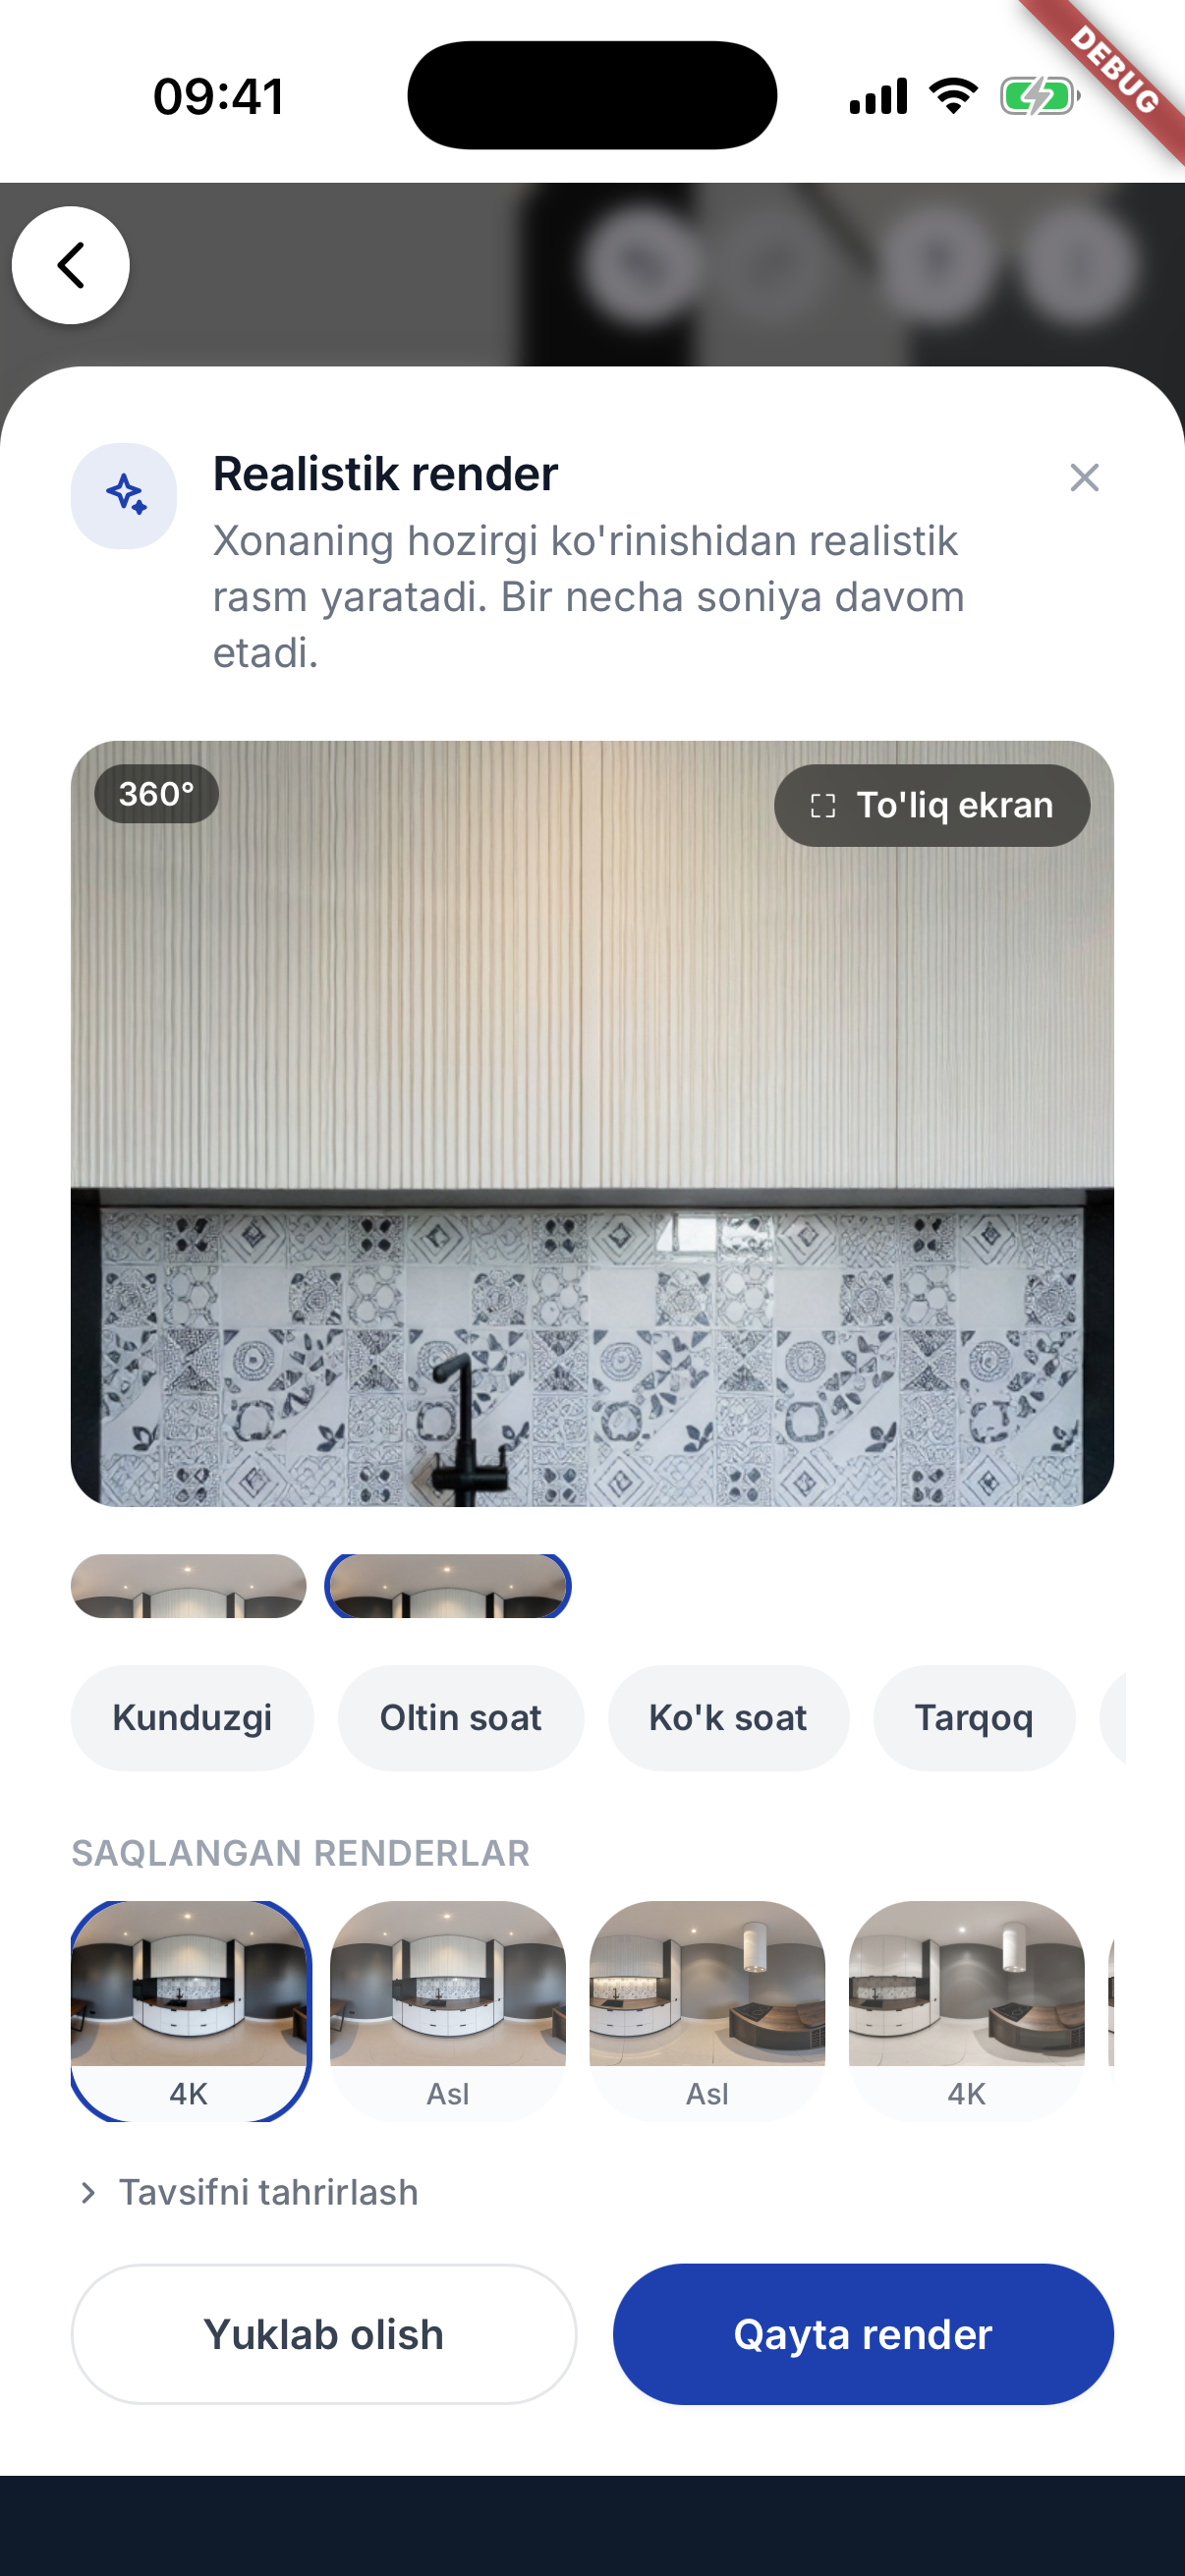 09:41
DEBUG
Realistik render
Xonaning hozirgi ko'rinishidan realistik
rasm yaratadi. Bir necha soniya davom
etadi.
360°
To'liq ekran
Kunduzgi
Oltin soat
Ko'k soat
Tarqoq
SAQLANGAN RENDERLAR
4K
Asl
Asl
4K
Tavsifni tahrirlash
Yuklab olish
Qayta render